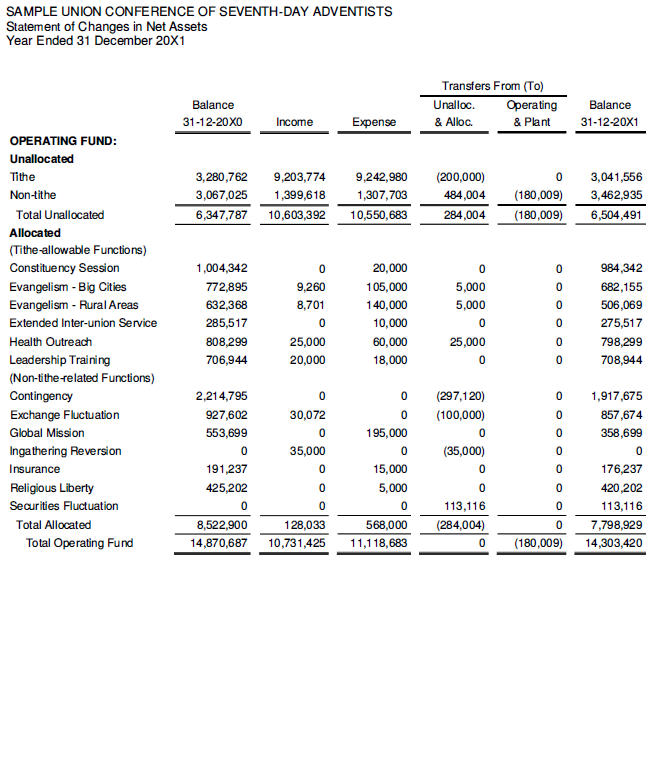 SAMPLE UNION CONFERENCE OF SEVENTH-DAY ADVENTISTS
Statement of Changes in Net Assets
Year Ended 31 December 20X1
Transfers From (To)
Balance Unalloc. Operating Balance
31-12-20X0 Income Expense & Alloc. & Plant 31-12-20X1
OPERATING FUND:
Unallocated
Tithe 3,280,762 9,203,774 9,242,980 (200,000) 0 3,041,556
Non-tithe 3,067,025 1,399,618 1,307,703 484,004 (180,009) 3,462,935
Total Unallocated 6,347,787 10,603,392 10,550,683 284,004 (180,009) 6,504,491
Allocated
(Tithe-allowable Functions)
Constituency Session 1,004,342 0 20,000 0 0 984,342
Evangelism - Big Cities 772,895 9,260 105,000 5,000 0 682,155
Evangelism - Rural Areas 632,368 8,701 140,000 5,000 0 506,069
Extended Inter-union Service 285,517 0 10,000 0 0 275,517
Health Outreach 808,299 25,000 60,000 25,000 0 798,299
Leadership Training 706,944 20,000 18,000 0 0 708,944
(Non-tithe-related Functions)
Contingency 2,214,795 0 0 (297,120) 0 1,917,675
Exchange Fluctuation 927,602 30,072 0 (100,000) 0 857,674
Global Mission 553,699 0 195,000 0 0 358,699
Ingathering Reversion 0 35,000 0 (35,000) 0 0
Insurance 191,237 0 15,000 0 0 176,237
Religious Liberty 425,202 0 5,000 0 0 420,202
Securities Fluctuation 0 0 0 113,116 0 113,116
Total Allocated 8,522,900 128,033 568,000 (284,004) 0 7,798,929
Total Operating Fund 14,870,687 10,731,425 11,118,683 0 (180,009) 14,303,420